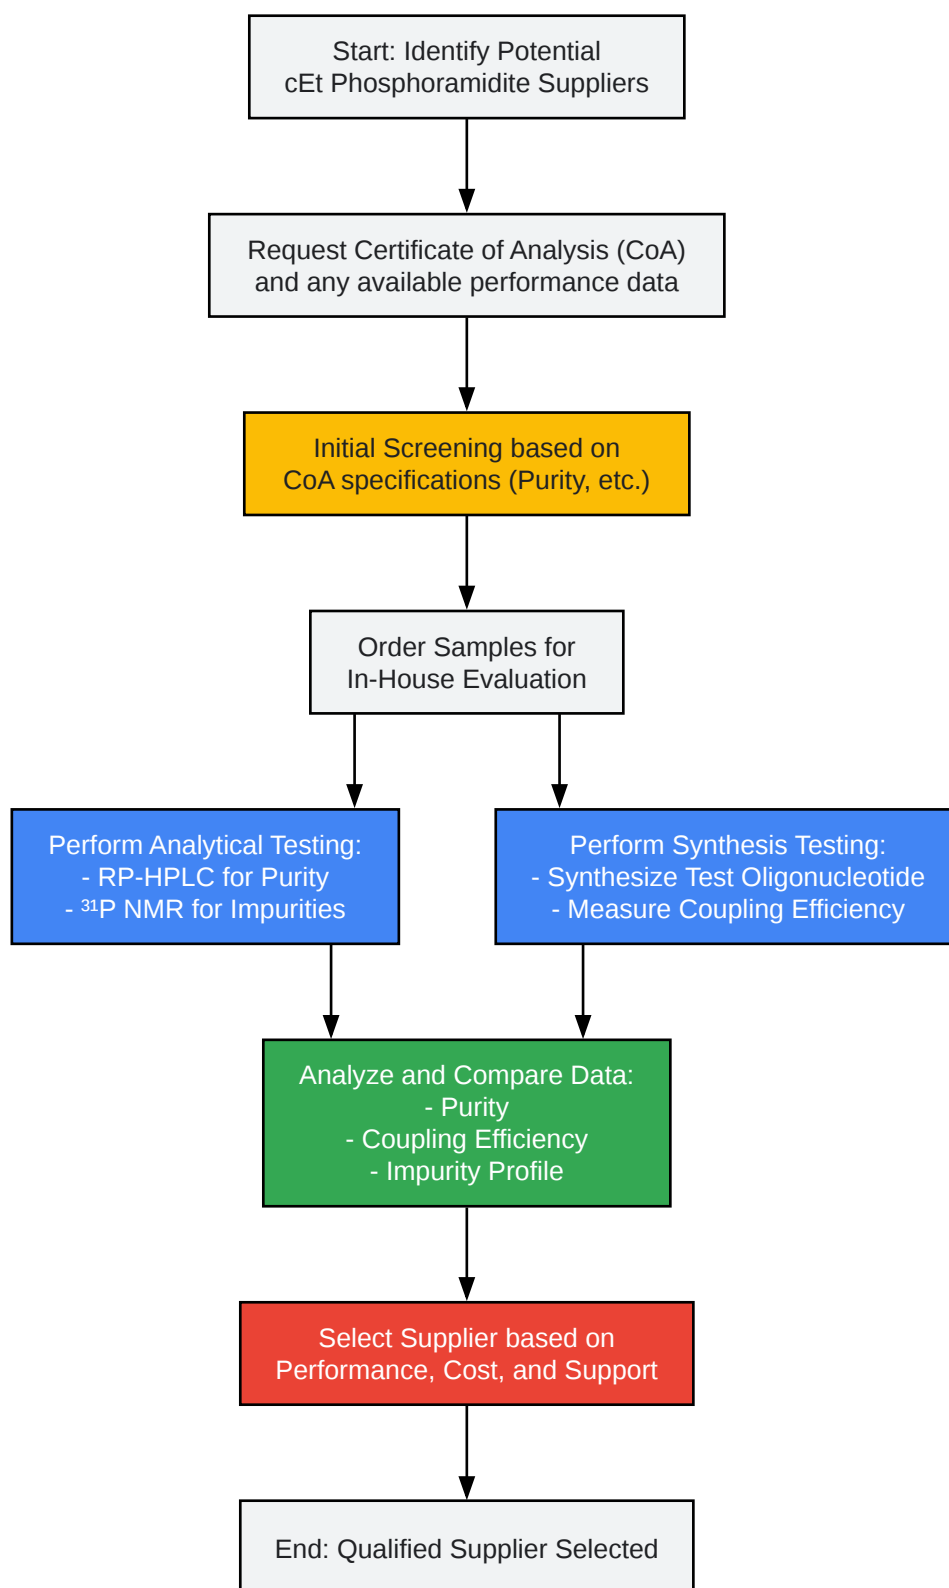 Start: Identify Potential
cEt Phosphoramidite Suppliers
Request Certificate of Analysis (CoA)
and any available performance data
Initial Screening based on
CoA specifications (Purity, etc.)
Order Samples for
In-House Evaluation
Perform Analytical Testing:
- RP-HPLC for Purity
- ³¹P NMR for Impurities
Perform Synthesis Testing:
- Synthesize Test Oligonucleotide
- Measure Coupling Efficiency
Analyze and Compare Data:
- Purity
- Coupling Efficiency
- Impurity Profile
Select Supplier based on
Performance, Cost, and Support
End: Qualified Supplier Selected